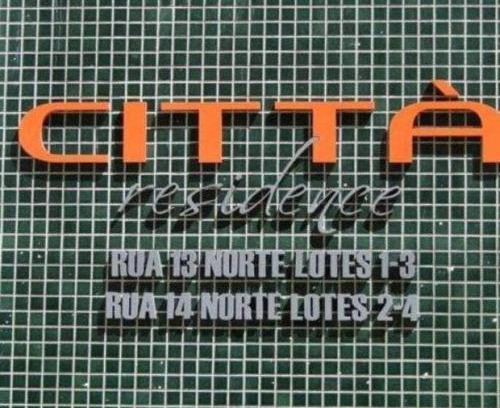 CITTÀ
residence
RUA 13 NORTE LOTES 1-3
RUA 14 NORTE LOTES 2-4